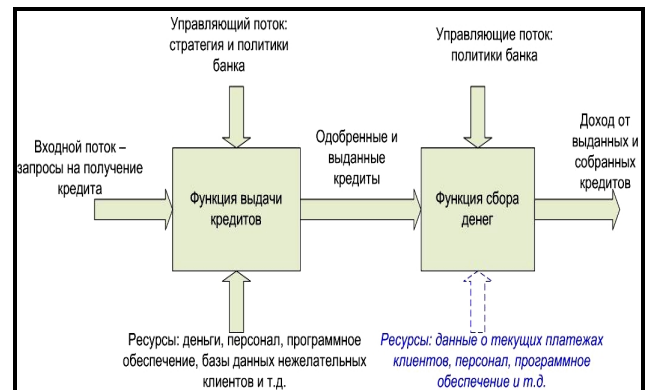 Управляющий поток:
стратегия и политики
банка
Управляющие поток:
политики банка
Входной поток –
запросы на получение
кредита
Одобренные и
выданные
кредиты
Доход от
выданных и
собранных
кредитов
Функция выдачи
кредитов
Функция сбора
денег
Ресурсы: деньги, персонал, программное
обеспечение, базы данных нежелательных
клиентов и т.д.
Ресурсы: данные о текущих платежах
клиентов, персонал, программное
обеспечение и т.д.